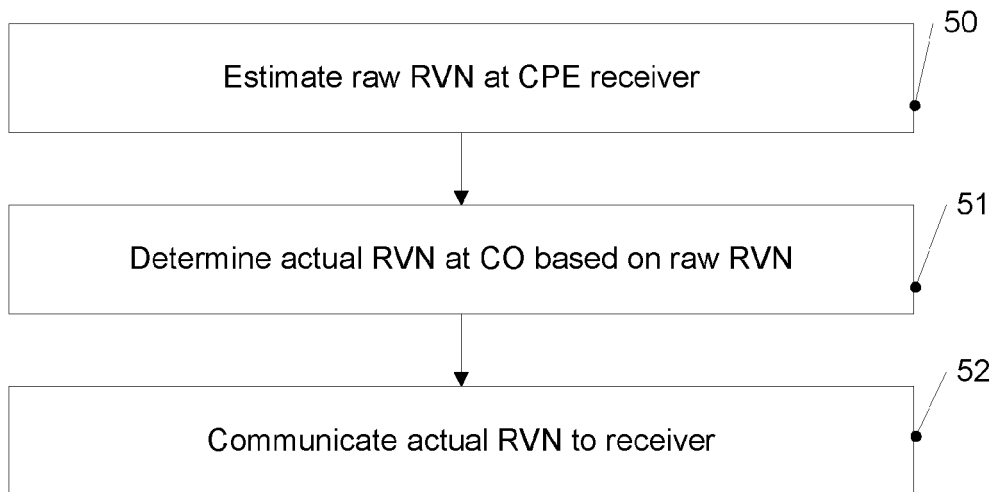 50
Estimate raw RVN at CPE receiver
51
Determine actual RVN at CO based on raw RVN
52
Communicate actual RVN to receiver